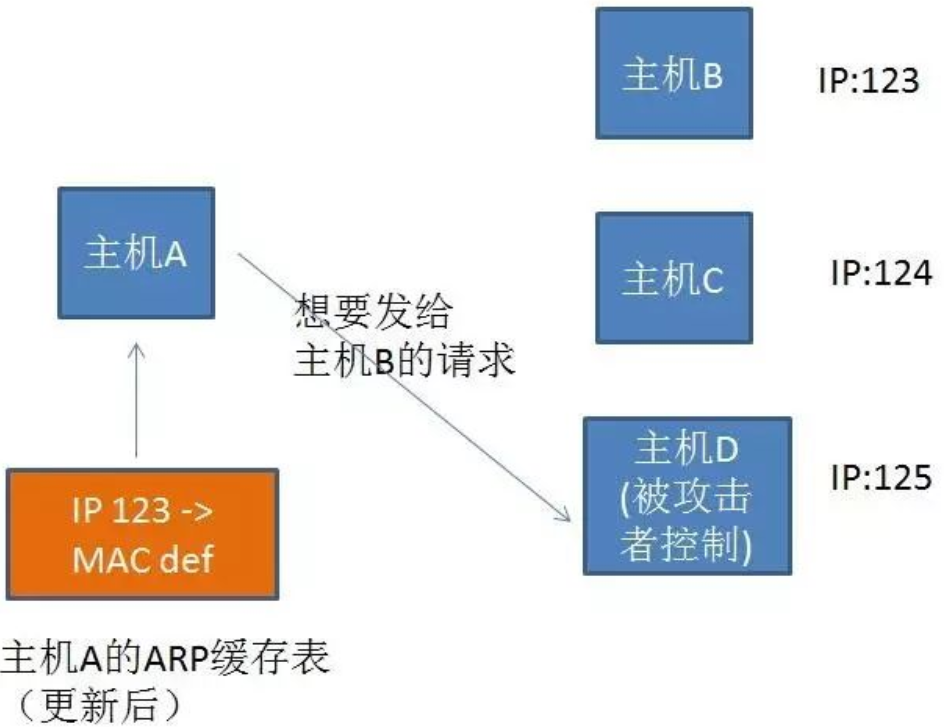 主机B
IP:123
主机A
主机C
IP:124
想要发给
主机B的请求
主机D
(被攻击
者控制)
IP:125
IP 123 ->
MAC def
主机A的ARP缓存表
（更新后）